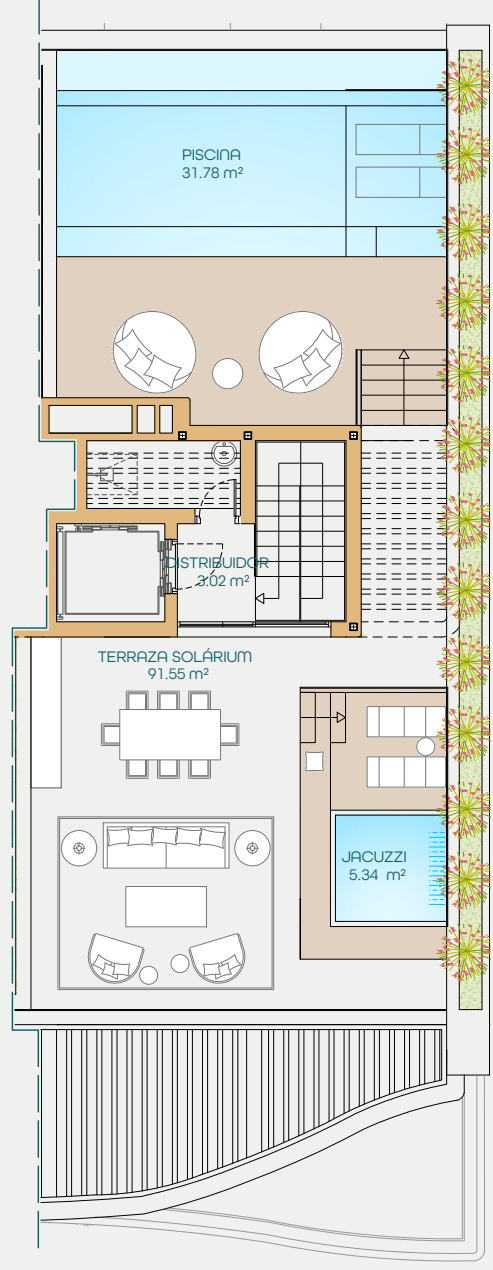 PISCINA
31.78 m²
DISTRIBUIDOR
3.02 m²
TERRAZA SOLÁRIUM
91.55 m²
JACUZZI
5.34 m²